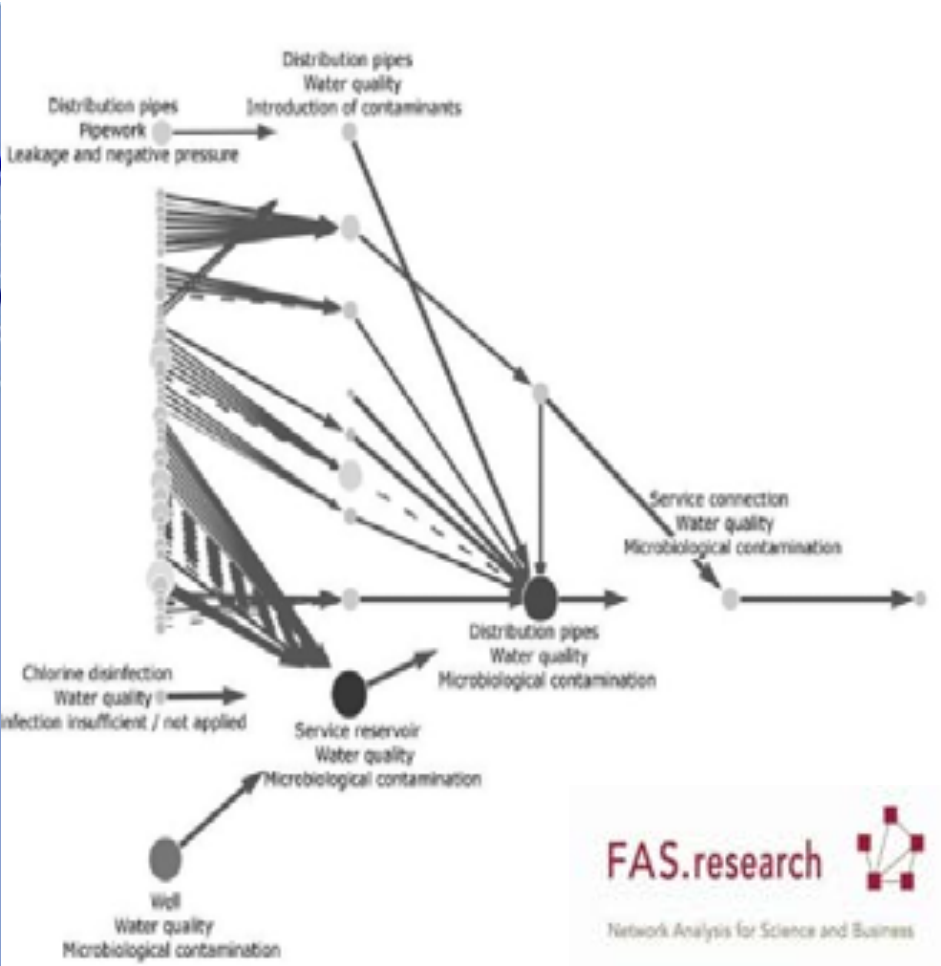 Distribution pipes
Water quality
Introduction of contaminants
Distribution pipes
Pipework
Leakage and negative pressure
Service connection
Water quality
Microbiological contamination
Distribution pipes
Water quality
Microbiological contamination
Chlorine disinfection
Water quality
nfection insufficient / not applied
Service reservoir
Water quality
Microbiological contamination
Well
Water quality
Microbiological contamination
FAS.research
Network Analysis for Science and Business